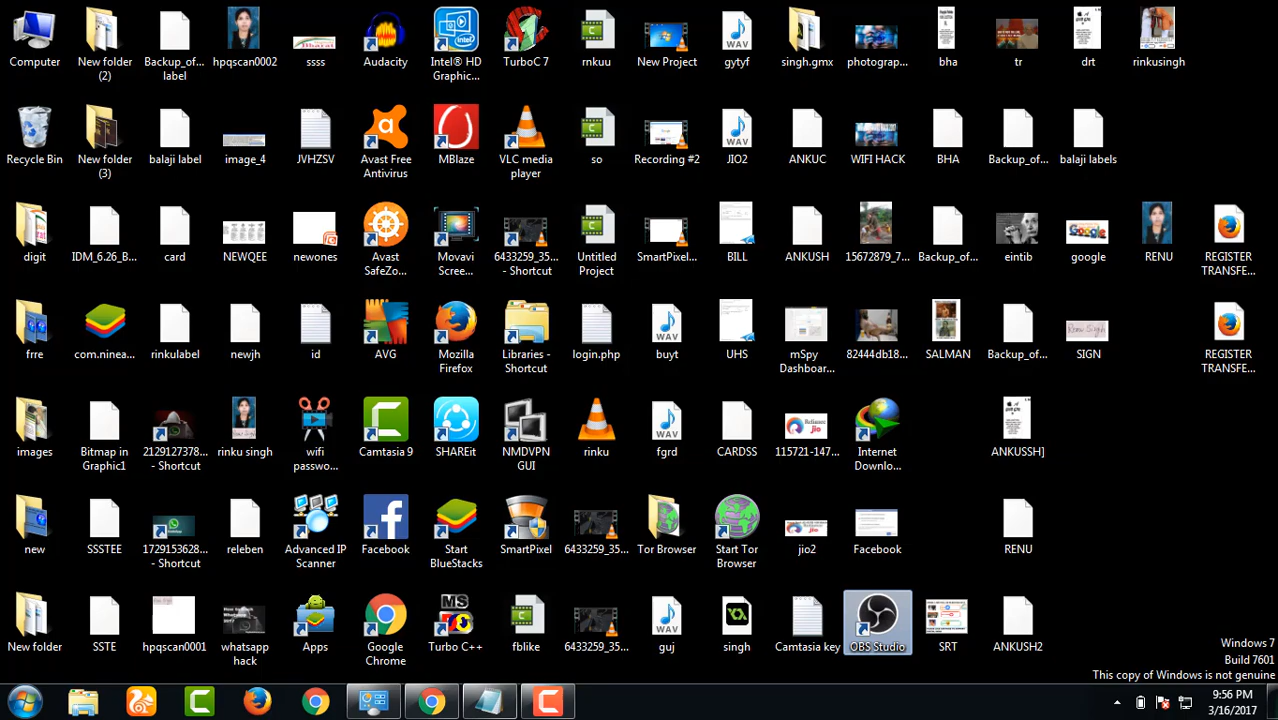 Computer
New folder
(2)
Backup_of...
label
hpqscan0002
ssss
Audacity
Intel® HD
Graphic...
TurboC 7
rnkuu
New Project
gytyf
singh.gmx
photograp...
bha
tr
drt
rinkusingh
Recycle Bin
New folder
(3)
balaji label
image_4
JVHZSV
Avast Free
Antivirus
MBlaze
VLC media
player
so
Recording #2
JIO2
ANKUC
WIFI HACK
BHA
Backup_of...
balaji labels
digit
IDM_6.26_B...
card
NEWQEE
newones
Avast
SafeZo...
Movavi
Scree...
6433259_35...
- Shortcut
Untitled
Project
SmartPixel...
BILL
ANKUSH
15672879_7...
Backup_of...
eintib
google
RENU
REGISTER
TRANSFE...
frre
com.ninea...
rinkulabel
newjh
id
AVG
Mozilla
Firefox
Libraries -
Shortcut
login.php
buyt
UHS
mSpy
Dashboar...
82444db18...
SALMAN
Backup_of...
SIGN
REGISTER
TRANSFE...
images
Bitmap in
Graphic1
2129127378...
- Shortcut
rinku singh
wifi
passwo...
Camtasia 9
SHAREit
NMDVPN
GUI
rinku
fgrd
CARDSS
115721-147...
Internet
Downlo...
ANKUSSH]
new
SSSTEE
1729153628...
- Shortcut
releben
Advanced IP
Scanner
Facebook
Start
BlueStacks
SmartPixel
6433259_35...
Tor Browser
Start Tor
Browser
jio2
Facebook
RENU
New folder
SSTE
hpqscan0001
whatsapp
hack
Apps
Google
Chrome
Turbo C++
fblike
6433259_35...
guj
singh
Camtasia key
OBS Studio
SRT
ANKUSH2
Windows 7
Build 7601
This copy of Windows is not genuine
9:56 PM
3/16/2017